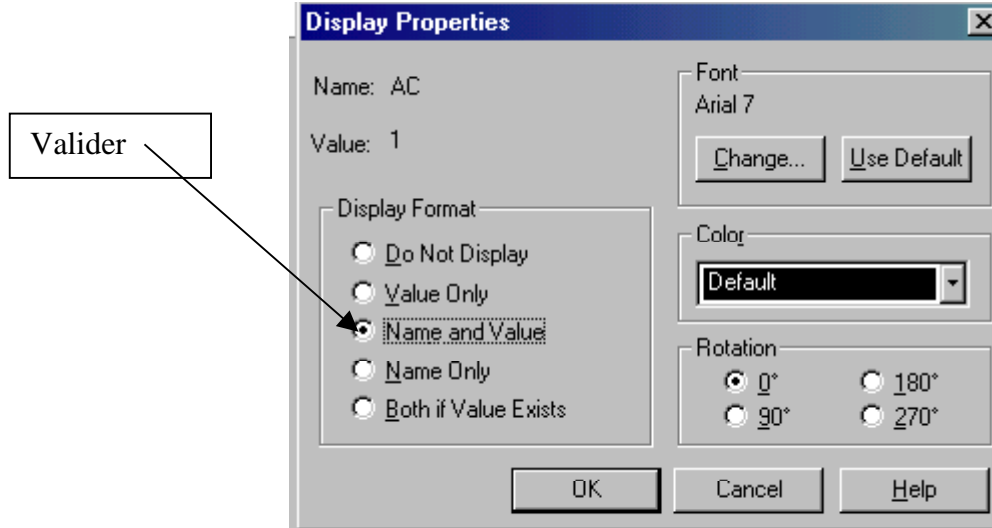 Display Properties
Name: AC
Value: 1
Valider
Display Format
Do Not Display
Value Only
Name and Value
Name Only
Both if Value Exists
Font
Arial 7
Change...
Use Default
Color
Default
Rotation
0°
180°
90°
270°
OK
Cancel
Help